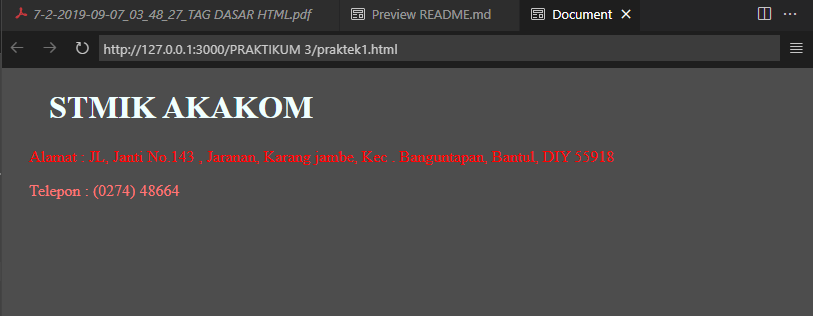 7-2-2019-09-07_03_48_27_TAG DASAR HTML.pdf
Preview README.md
Document
http://127.0.0.1:3000/PRAKTIKUM 3/praktek1.html
STMIK AKAKOM
Alamat : JL, Janti No.143 , Jaranan, Karang jambe, Kec . Banguntapan, Bantul, DIY 55918
Telepon : (0274) 48664